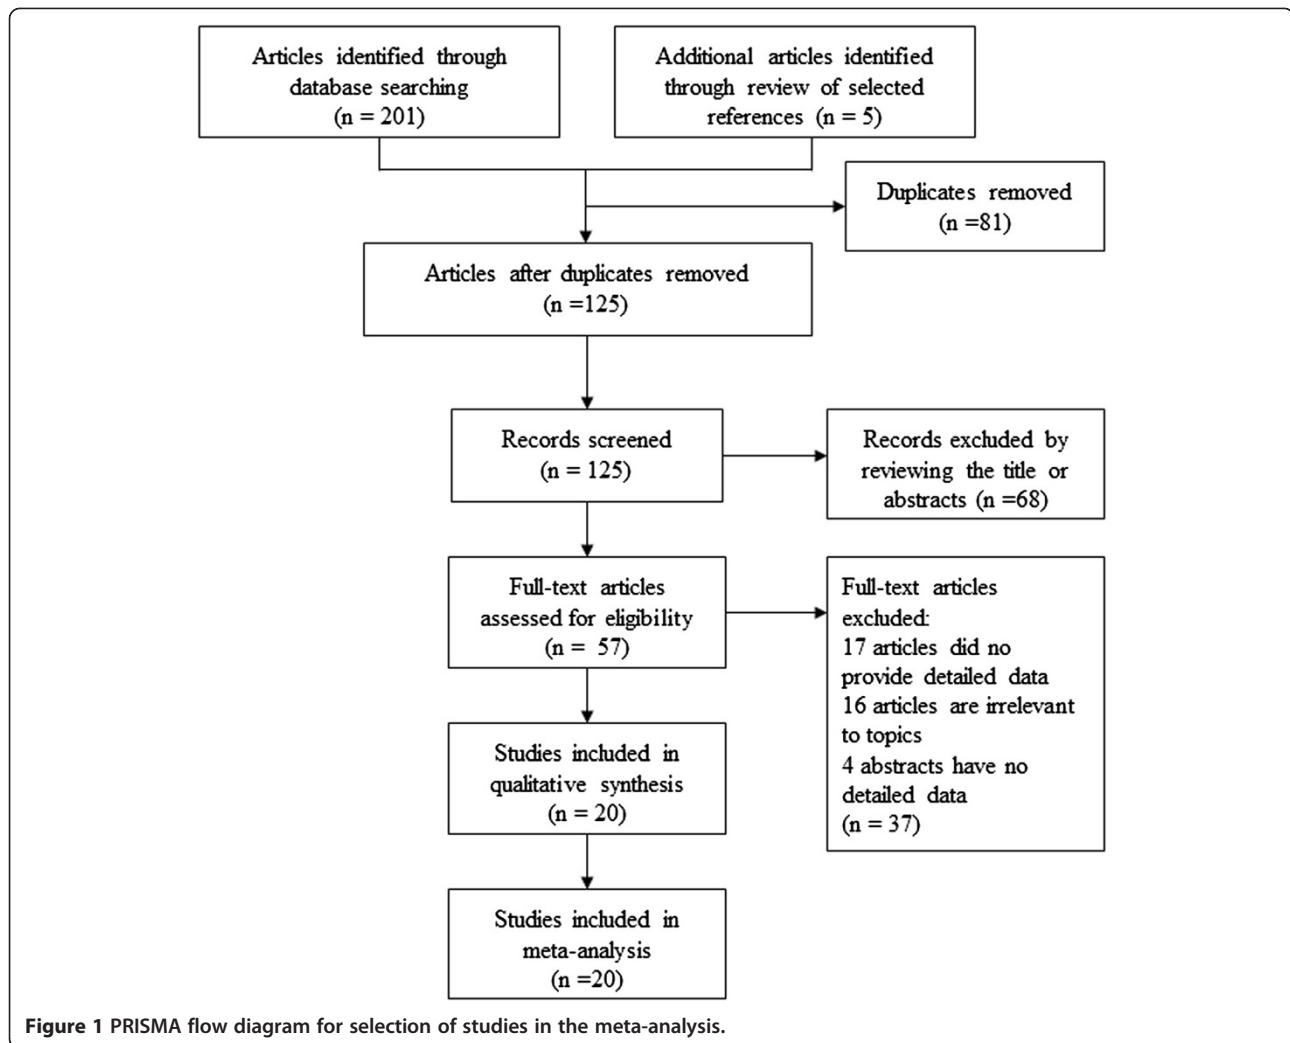 Articles identified through
database searching
(n = 201)
Additional articles identified
through review of selected
references (n = 5)
Duplicates removed
(n =81)
Articles after duplicates removed
(n =125)
Records screened
(n = 125)
Records excluded by
reviewing the title or
abstracts (n =68)
Full-text articles
assessed for eligibility
(n = 57)
Full-text articles
excluded:
17 articles did no
provide detailed data
16 articles are irrelevant
to topics
4 abstracts have no
detailed data
(n = 37)
Studies included in
qualitative synthesis
(n = 20)
Studies included in
meta-analysis
(n =20)
Figure 1 PRISMA flow diagram for selection of studies in the meta-analysis.